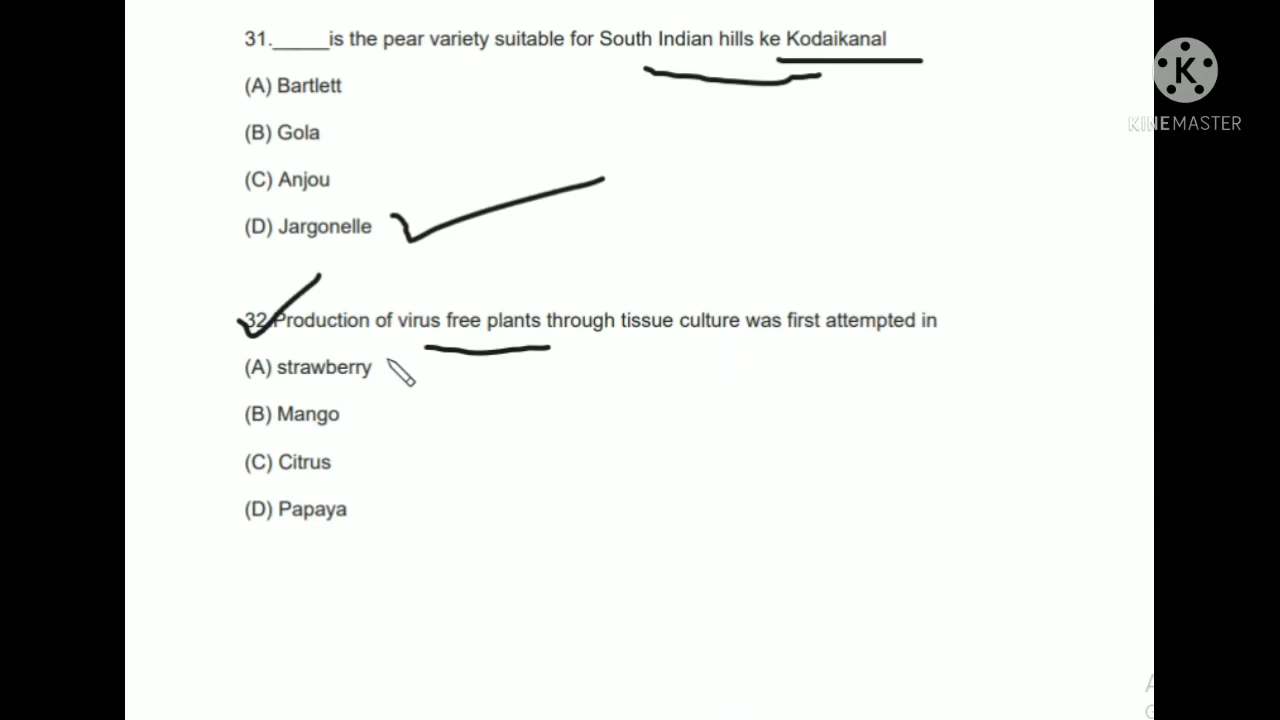 31._____is the pear variety suitable for South Indian hills ke Kodaikanal
(A) Bartlett
(B) Gola
(C) Anjou
(D) Jargonelle
32.Production of virus free plants through tissue culture was first attempted in
(A) strawberry
(B) Mango
(C) Citrus
(D) Papaya
K
KINEMASTER